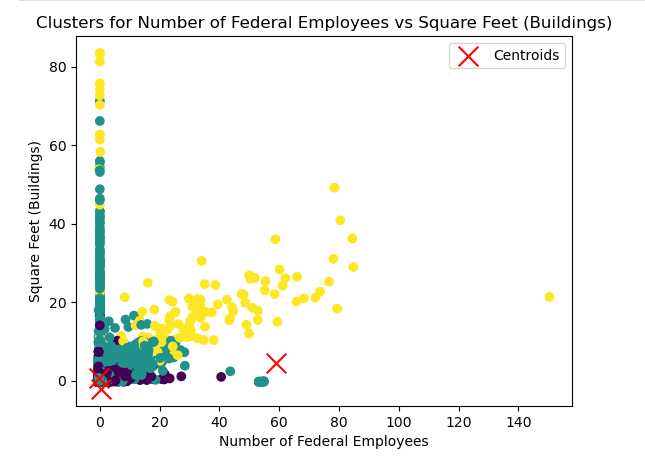 Clusters for Number of Federal Employees vs Square Feet (Buildings)
Centroids
80
60
40
20
0
Square Feet (Buildings)
0 20 40 60 80 100 120 140
Number of Federal Employees